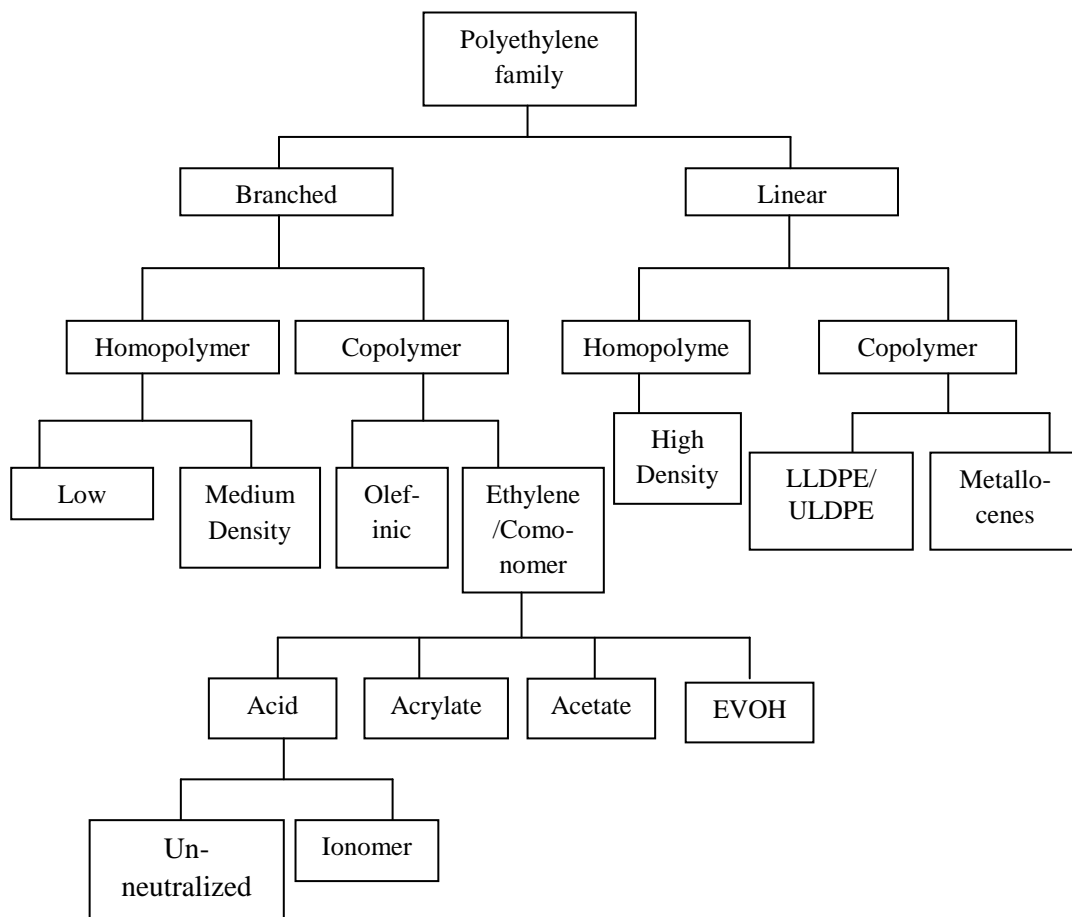 Polyethylene
family
Branched
Linear
Homopolymer
Copolymer
Homopolyme
Copolymer
Low
Medium
Density
Olef-
inic
Ethylene
/Como-
nomer
High
Density
LLDPE/
ULDPE
Metallo-
cenes
Acid
Acrylate
Acetate
EVOH
Un-
neutralized
Ionomer